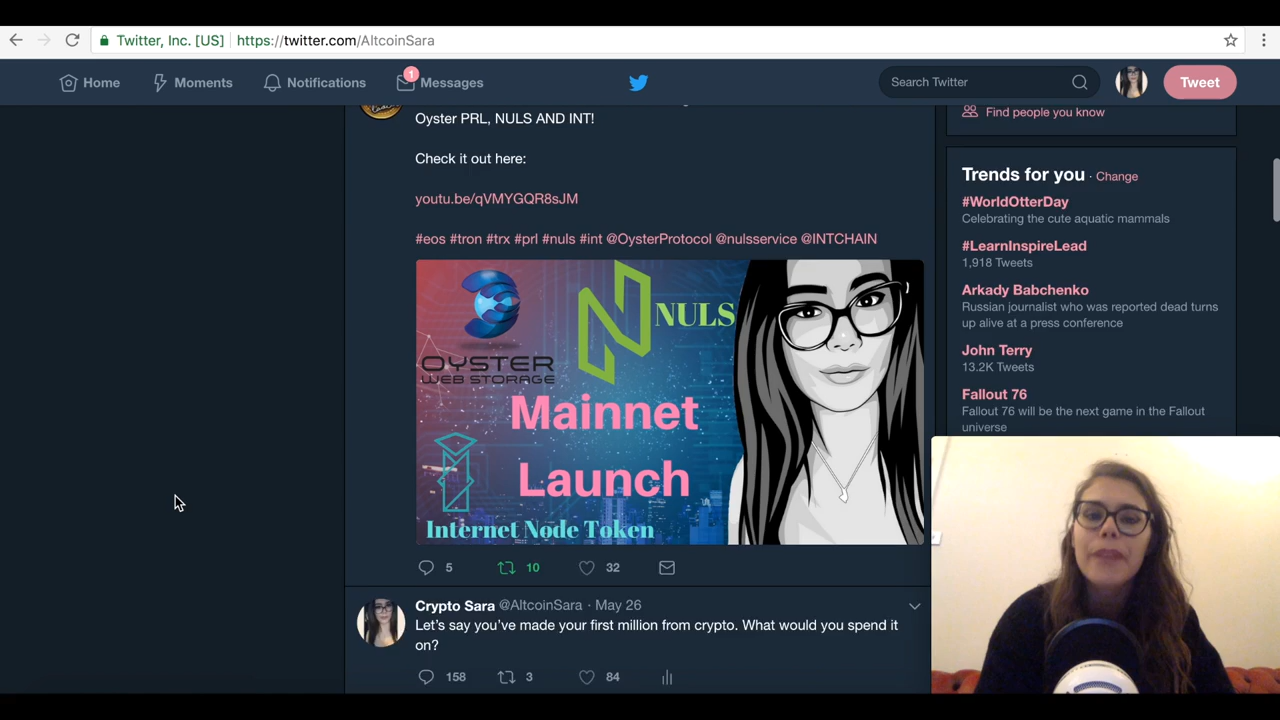 Twitter, Inc. [US]
https://twitter.com/AltcoinSara
Home
Moments
Notifications
1
Messages
Search Twitter
Tweet
Oyster PRL, NULS AND INT!
Check it out here:
youtu.be/qVMYGQR8sJM
#eos #tron #trx #prl #nuls #int @OysterProtocol @nulsservice @INTCHAIN
NULS
OYSTER
WEB STORAGE
Mainnet
Launch
Internet Node Token
5
10
32
Crypto Sara @AltcoinSara · May 26
Let's say you've made your first million from crypto. What would you spend it
on?
158
3
84
Find people you know
Trends for you · Change
#WorldOtterDay
Celebrating the cute aquatic mammals
#LearnInspireLead
1,918 Tweets
Arkady Babchenko
Russian journalist who was reported dead turns
up alive at a press conference
John Terry
13.2K Tweets
Fallout 76
Fallout 76 will be the next game in the Fallout
universe